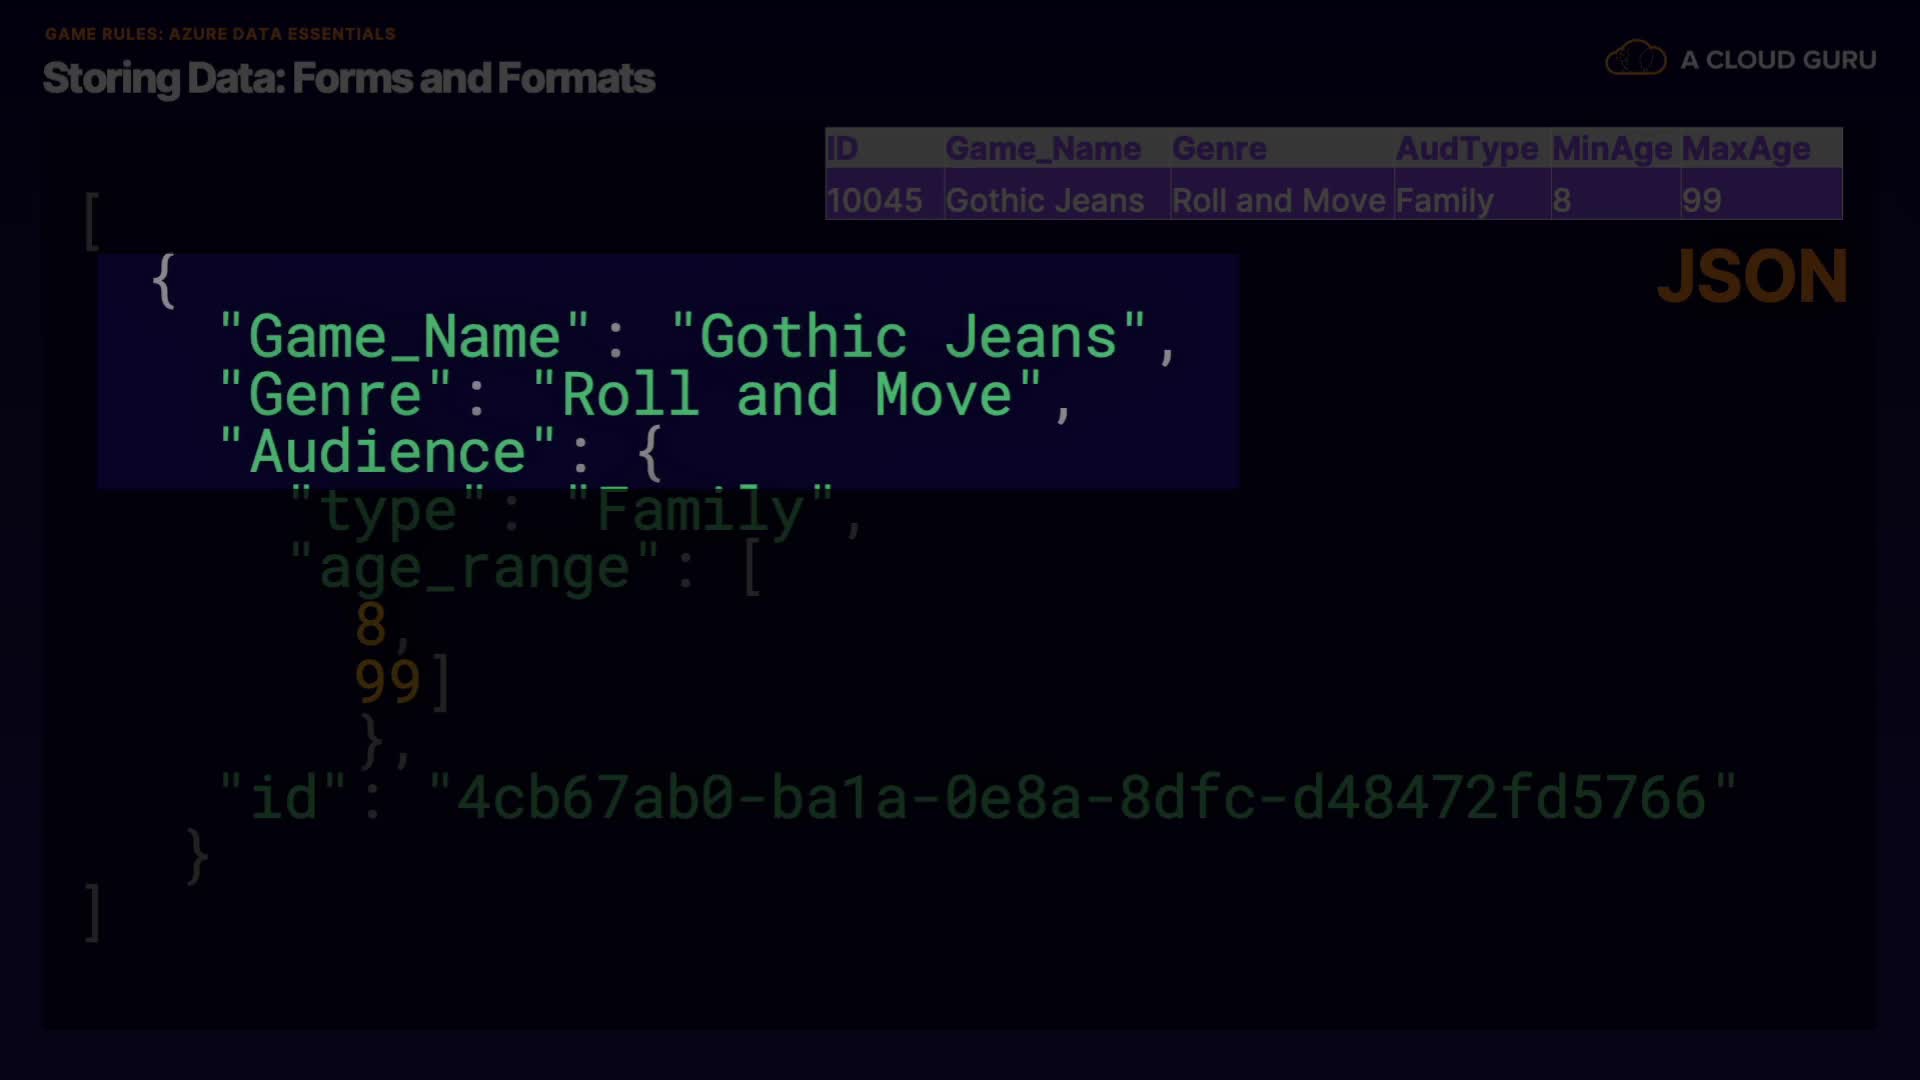 GAME RULES: AZURE DATA ESSENTIALS
Storing Data: Forms and Formats
A CLOUD GURU
ID Game_Name Genre AudType MinAge MaxAge
10045 Gothic Jeans Roll and Move Family 8 99
JSON
[
{
"Game_Name": "Gothic Jeans",
"Genre": "Roll and Move",
"Audience": {
"type": "Family",
"age_range": [
8,
99]
},
"id": "4cb67ab0-ba1a-0e8a-8dfc-d48472fd5766"
}
]